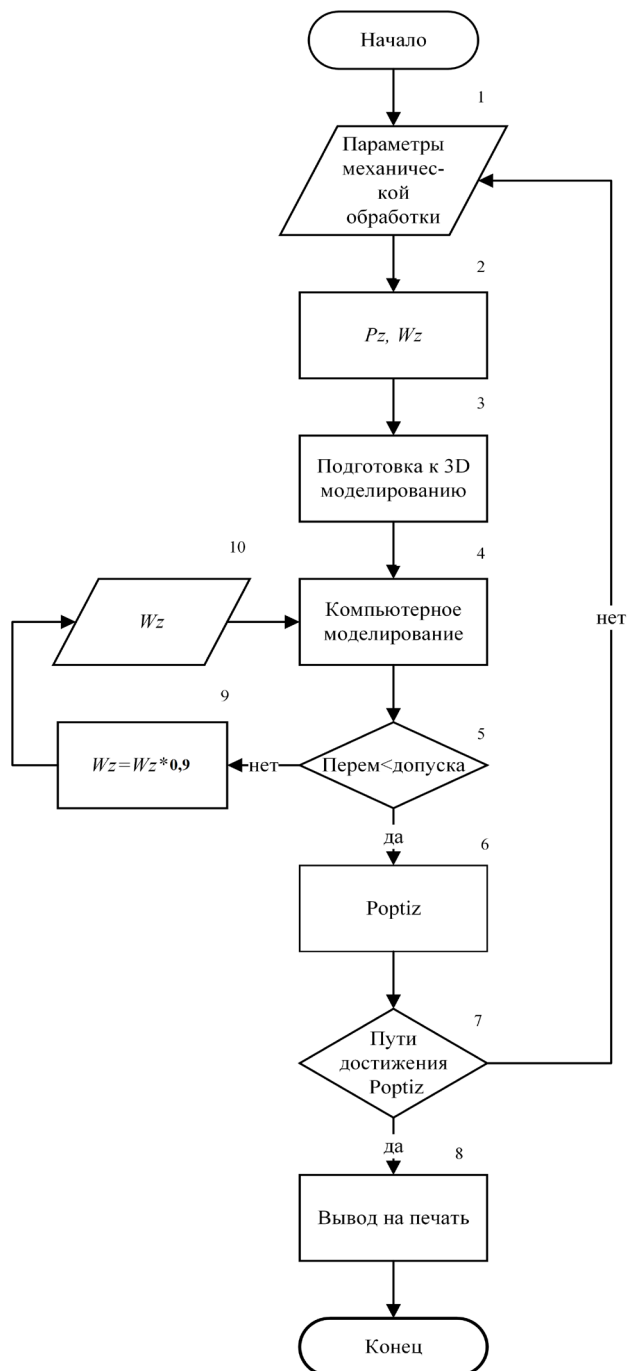 Начало
1
Параметры
механичес-
кой
обработки
2
Pz, Wz
3
Подготовка к 3D
моделированию
10
4
Wz
Компьютерное
моделирование
нет
9
5
Wz=Wz*0,9
нет
Перем<допуска
да
6
Poptiz
7
Пути
достижения
Poptiz
да
8
Вывод на печать
Конец